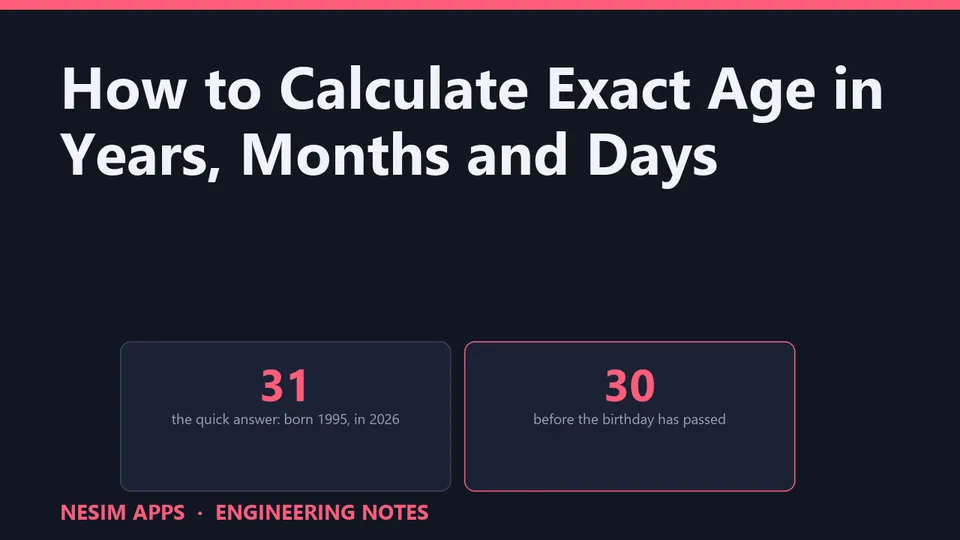 How to Calculate Exact Age in
Years, Months and Days
31
the quick answer: born 1995, in 2026
30
before the birthday has passed
NESIM APPS · ENGINEERING NOTES